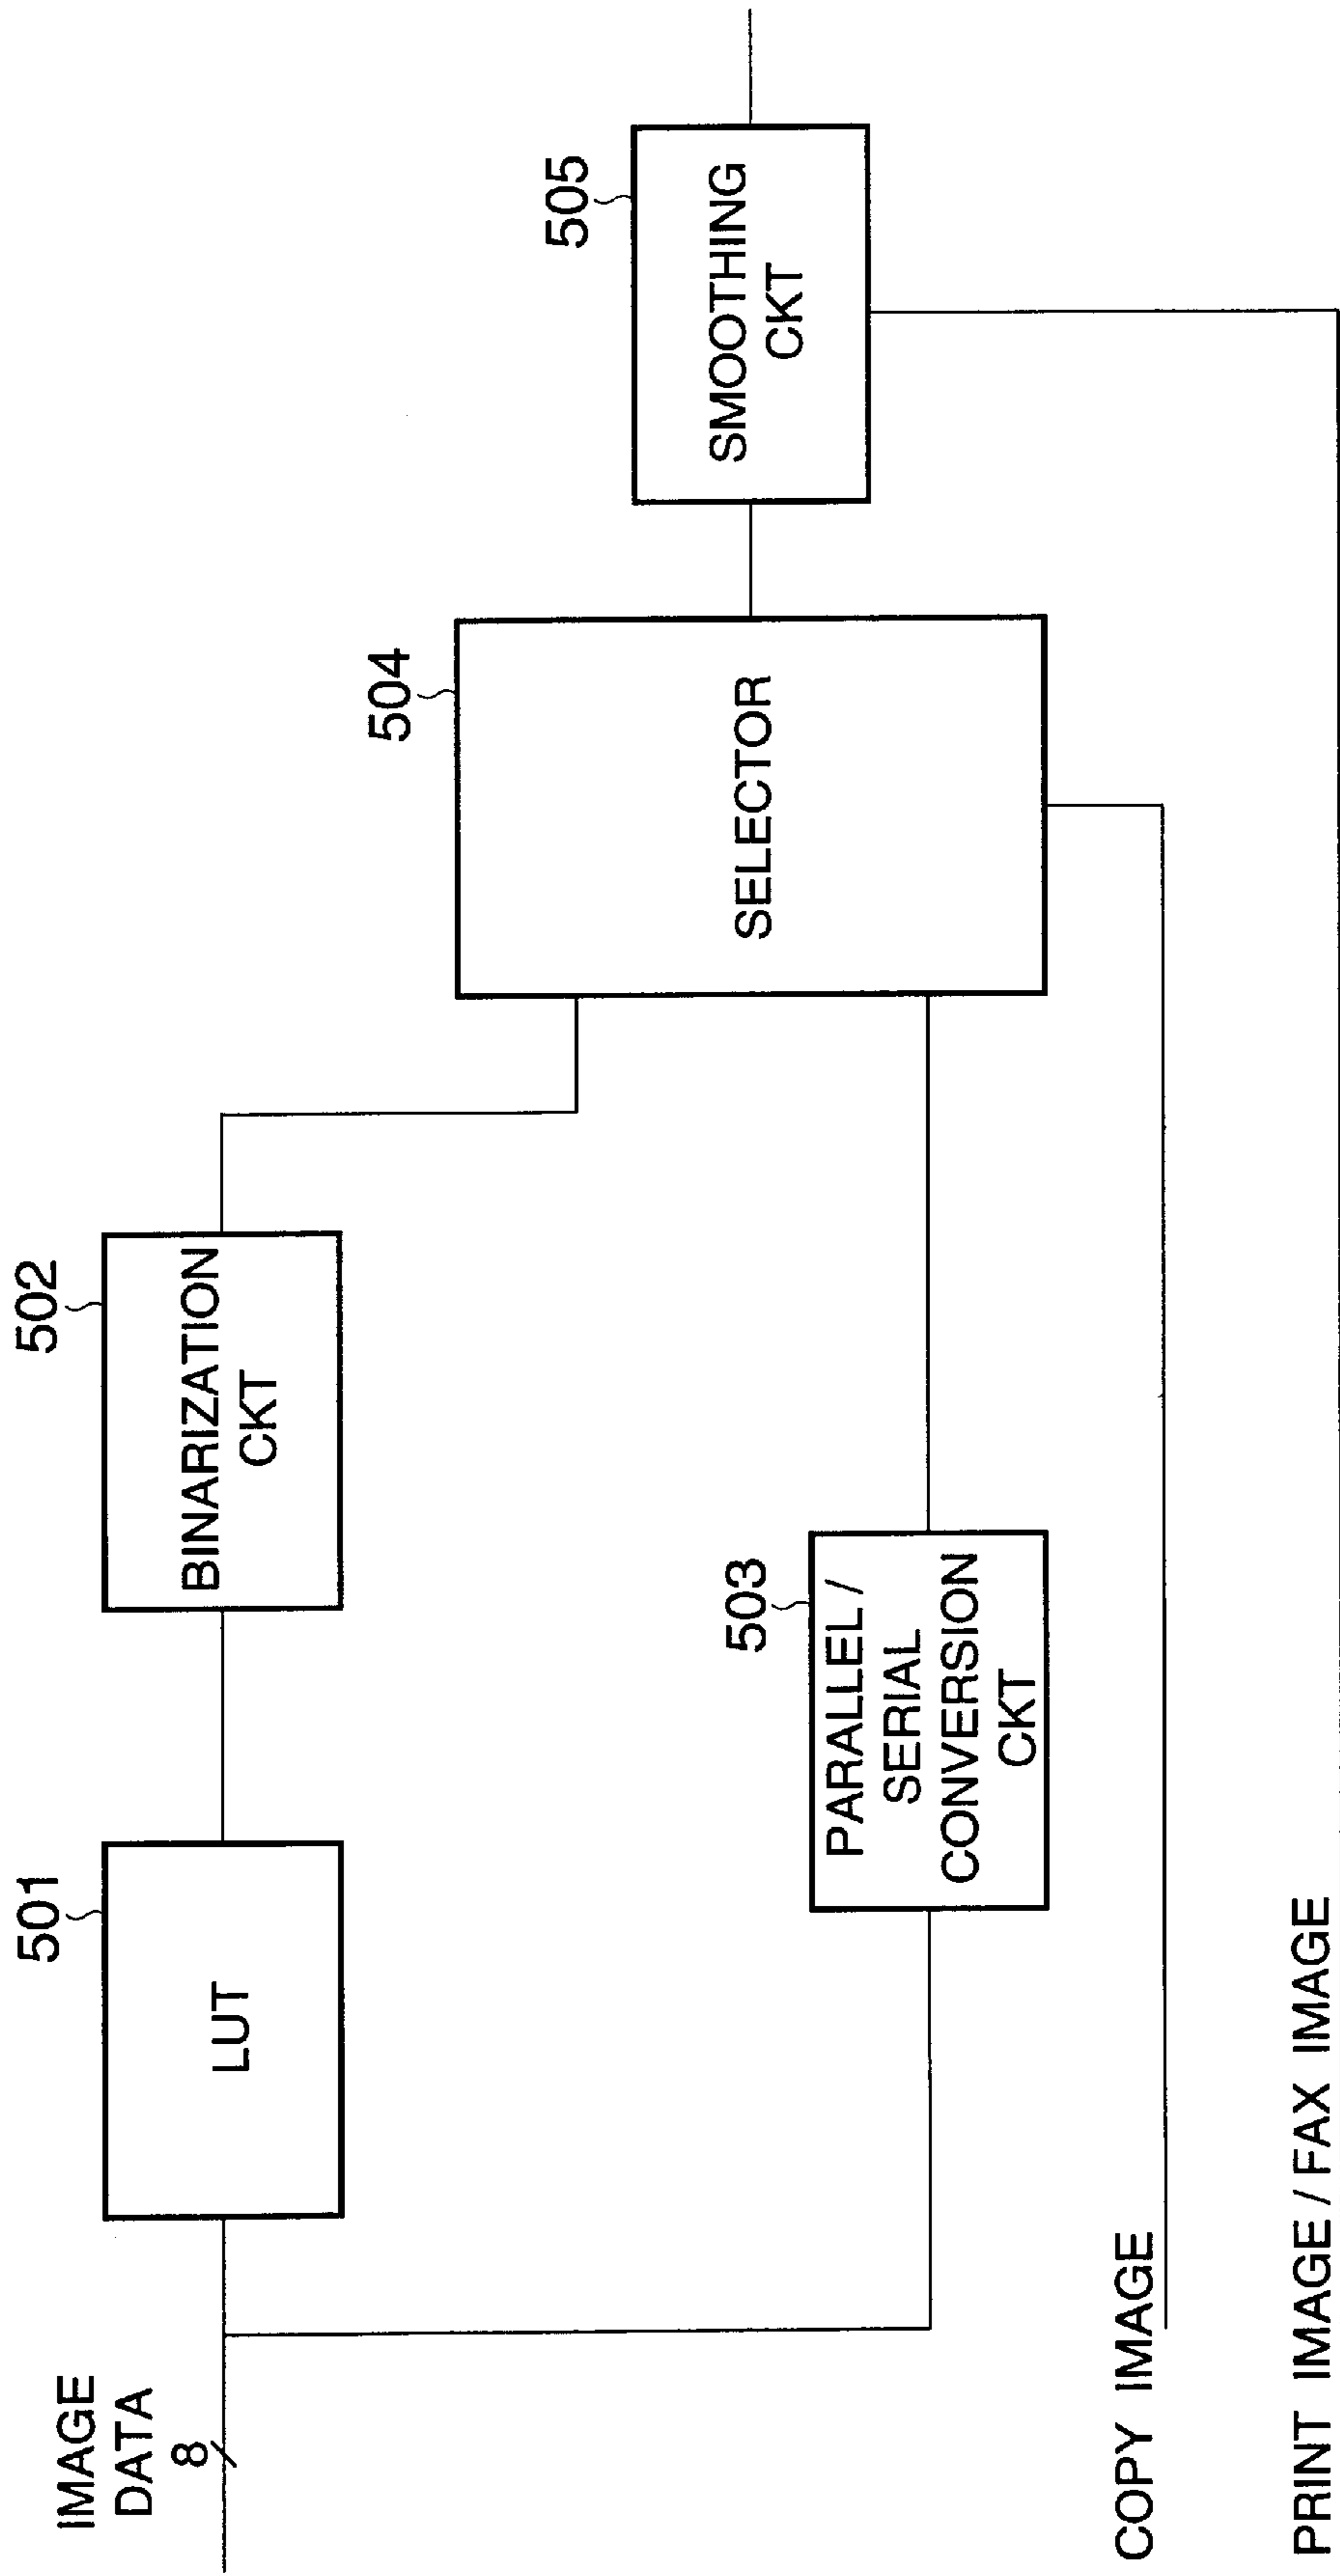 IMAGE
DATA
8
501
LUT
502
BINARIZATION
CKT
503
PARALLEL /
SERIAL
CONVERSION
CKT
504
SELECTOR
505
SMOOTHING
CKT
COPY IMAGE
PRINT IMAGE / FAX IMAGE